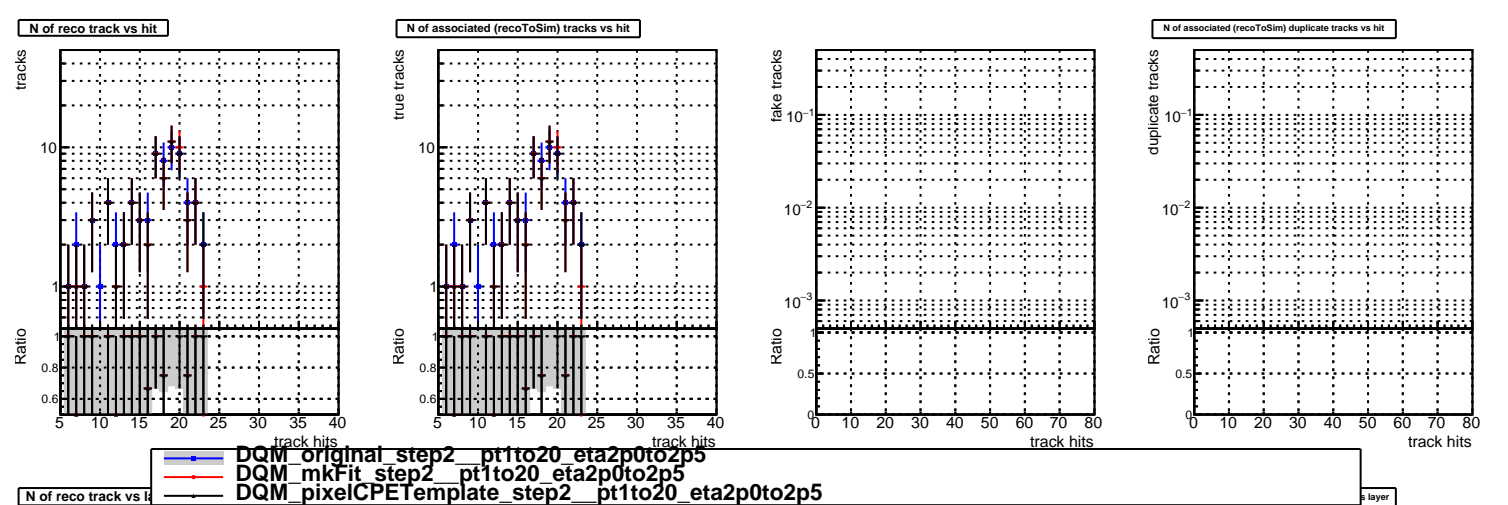 N of reco track vs hit
N of associated (recoToSim) tracks vs hit
N of associated (recoToSim) duplicate tracks vs hit
tracks
10
1
Ratio
1
0.8
0.6
5 10 15 20 25 30 35 40
track hits
true tracks
10
1
Ratio
1
0.8
0.6
5 10 15 20 25 30 35 40
track hits
fake tracks
10⁻¹
10⁻²
10⁻³
Ratio
1
0.5
0
0 10 20 30 40 50 60 70 80
track hits
duplicate tracks
10⁻¹
10⁻²
10⁻³
Ratio
1
0.5
0
0 10 20 30 40 50 60 70 80
track hits
DQM_original_step2__pt1to20_eta2p0to2p5
DQM_mkFit_step2__pt1to20_eta2p0to2p5
DQM_pixelCPETemplate_step2__pt1to20_eta2p0to2p5
N of reco track vs la
s layer